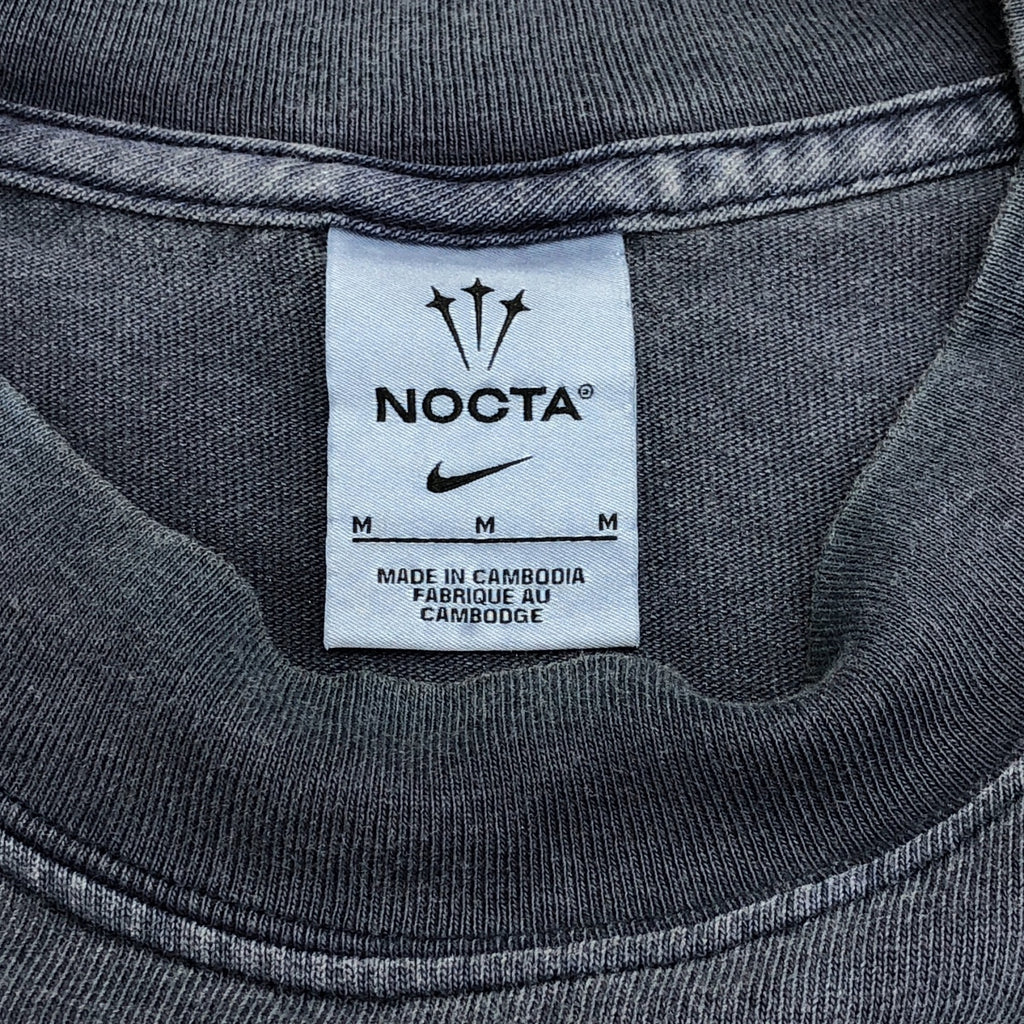 NOCTA®
M M M
MADE IN CAMBODIA
FABRIQUE AU
CAMBODGE